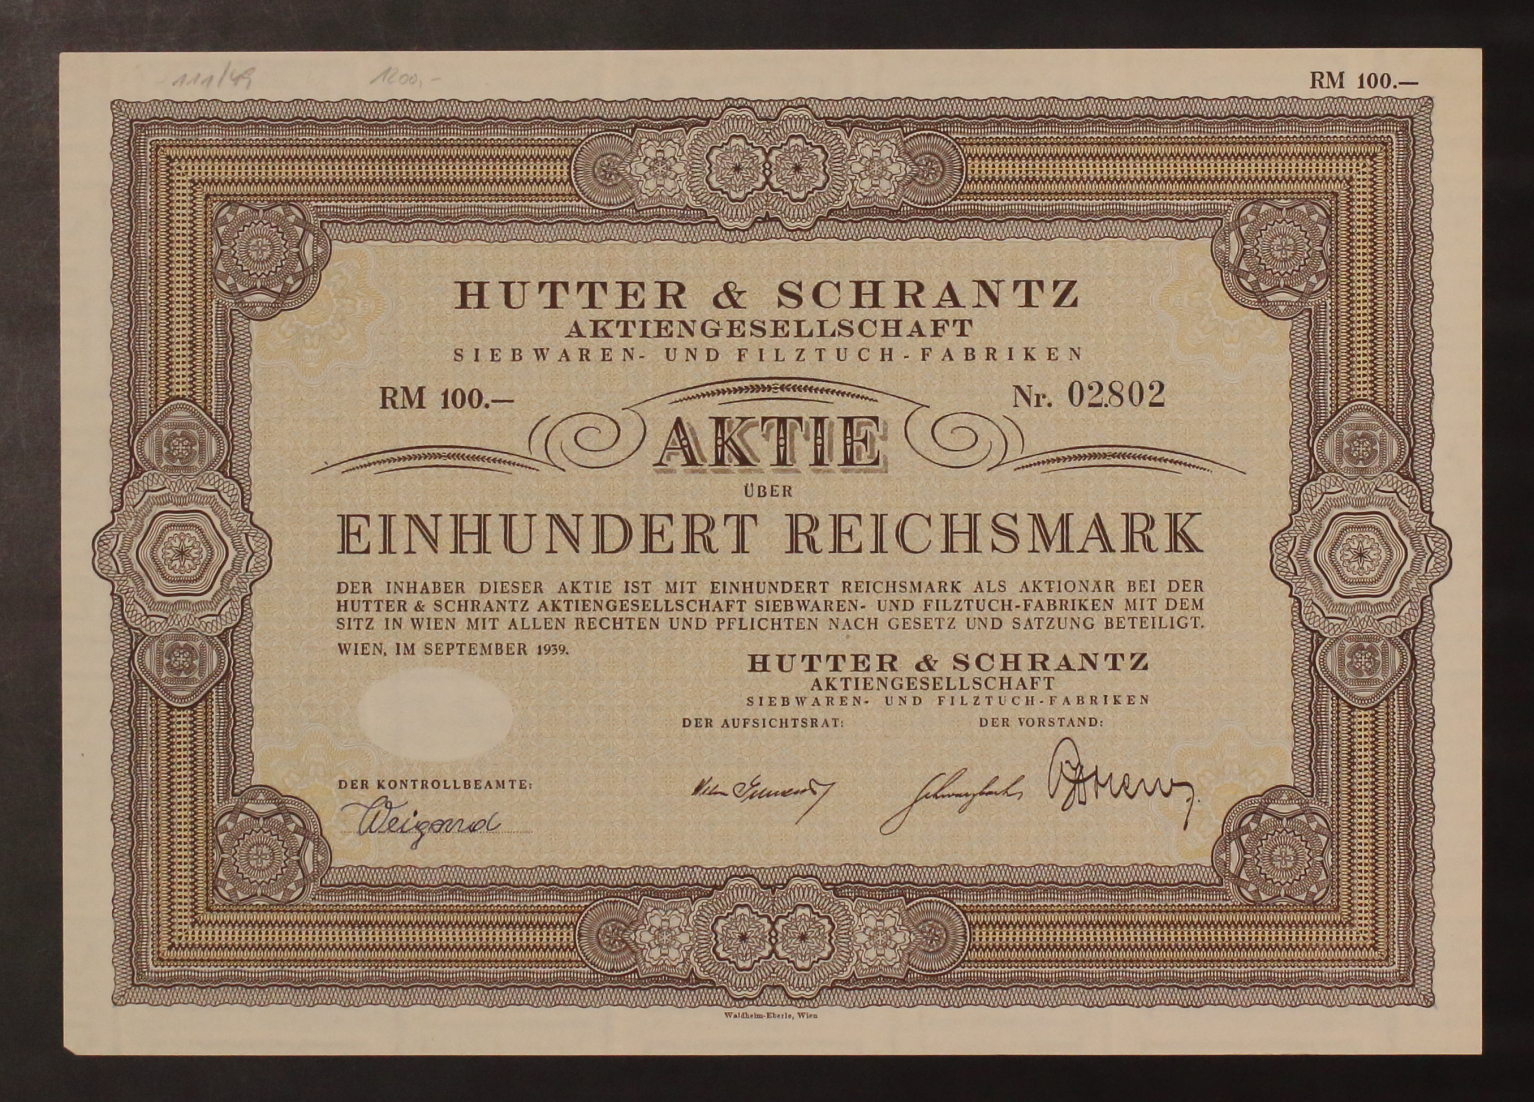 111/49 1200,-
RM 100.—
HUTTER & SCHRANTZ
AKTIENGESELLSCHAFT
SIEBWAREN- UND FILZTUCH-FABRIKEN
RM 100.— Nr. 02802
AKTIE
ÜBER
EINHUNDERT REICHSMARK
DER INHABER DIESER AKTIE IST MIT EINHUNDERT REICHSMARK ALS AKTIONÄR BEI DER
HUTTER & SCHRANTZ AKTIENGESELLSCHAFT SIEBWAREN- UND FILZTUCH-FABRIKEN MIT DEM
SITZ IN WIEN MIT ALLEN RECHTEN UND PFLICHTEN NACH GESETZ UND SATZUNG BETEILIGT.
WIEN, IM SEPTEMBER 1939.
HUTTER & SCHRANTZ
AKTIENGESELLSCHAFT
SIEBWAREN- UND FILZTUCH-FABRIKEN
DER AUFSICHTSRAT: DER VORSTAND:
DER KONTROLLBEAMTE:
Weigand
Waldheim-Eberle, Wien